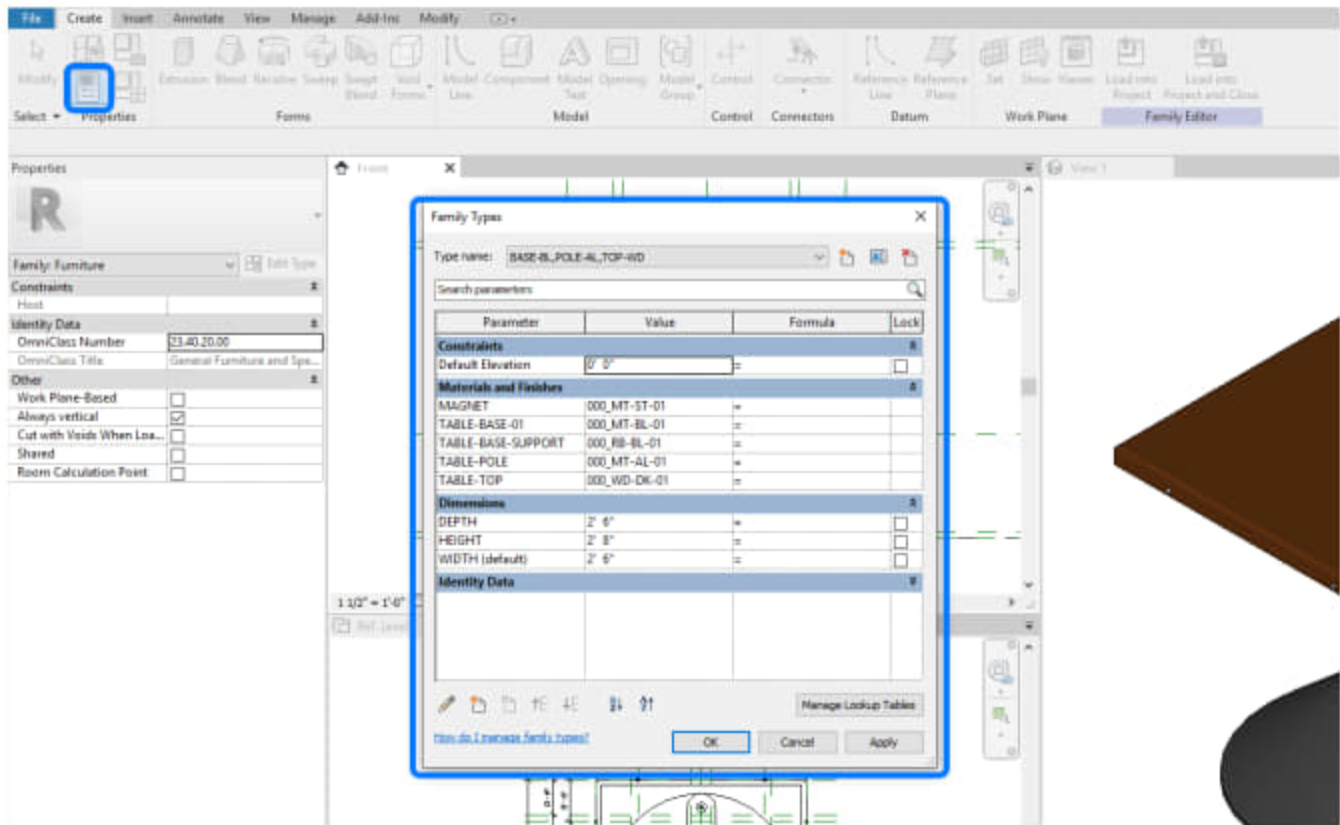 File Create Insert Annotate View Manage Add-Ins Modify
Modify Extrusion Blend Revolve Sweep Swept Blend Void Forms Model Line Component Model Text Opening Model Group Control Connector Reference Line Reference Plane Set Show Viewer Load into Project Load into Project and Close
Select Properties Forms Model Control Connectors Datum Work Plane Family Editor
Properties
Front
View 1
R
Family: Furniture
Edit Type
Constraints
Host
Identity Data
OmniClass Number 23.40.20.00
OmniClass Title General Furniture and Spe...
Other
Work Plane-Based
Always vertical
Cut with Voids When Loa...
Shared
Room Calculation Point
Family Types
Type name: BASE-BL,POLE-AL,TOP-WD
Search parameters
Parameter Value Formula Lock
Constraints
Default Elevation 0' 0" =
Materials and Finishes
MAGNET 000_MT-ST-01 =
TABLE-BASE-01 000_MT-BL-01 =
TABLE-BASE-SUPPORT 000_RB-BL-01 =
TABLE-POLE 000_MT-AL-01 =
TABLE-TOP 000_WD-DK-01 =
Dimensions
DEPTH 2' 6" =
HEIGHT 2' 8" =
WIDTH (default) 2' 6" =
Identity Data
Manage Lookup Tables
How do I manage family types?
OK Cancel Apply
1 1/2" = 1'-0"
Ref. Level